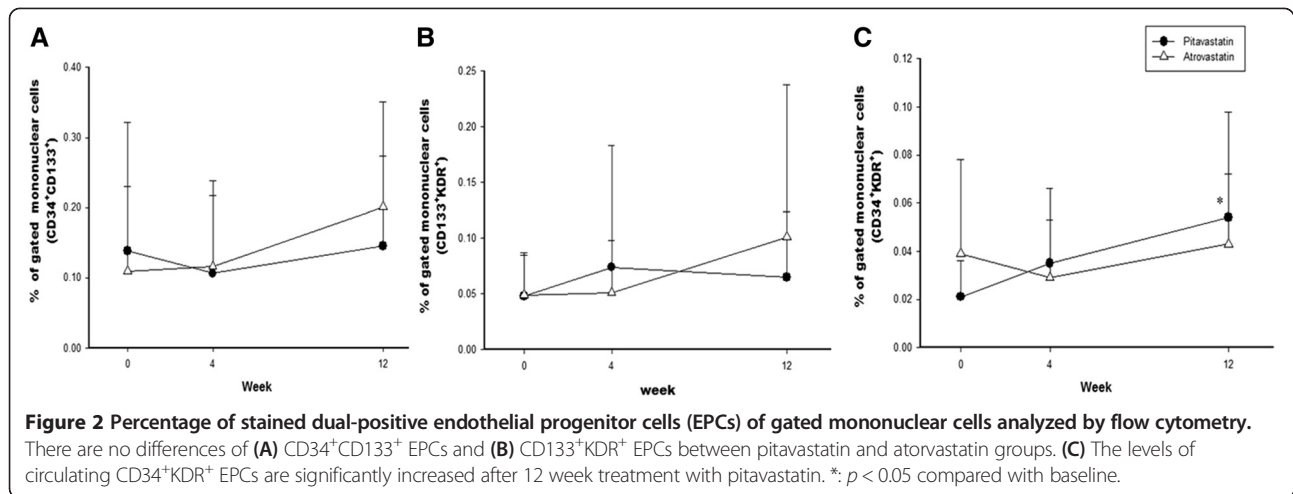 A
% of gated mononuclear cells
(CD34⁺CD133⁺)
0.40
0.30
0.20
0.10
0.00
0
4
12
Week
B
% of gated mononuclear cells
(CD133⁺KDR⁺)
0.25
0.20
0.15
0.10
0.05
0.00
0
4
12
week
C
Pitavastatin
Atrovastatin
% of gated mononuclear cells
(CD34⁺KDR⁺)
0.12
0.10
0.08
0.06
0.04
0.02
0.00
*
0
4
12
Week
Figure 2 Percentage of stained dual-positive endothelial progenitor cells (EPCs) of gated mononuclear cells analyzed by flow cytometry.
There are no differences of (A) CD34⁺CD133⁺ EPCs and (B) CD133⁺KDR⁺ EPCs between pitavastatin and atorvastatin groups. (C) The levels of
circulating CD34⁺KDR⁺ EPCs are significantly increased after 12 week treatment with pitavastatin. *: p < 0.05 compared with baseline.